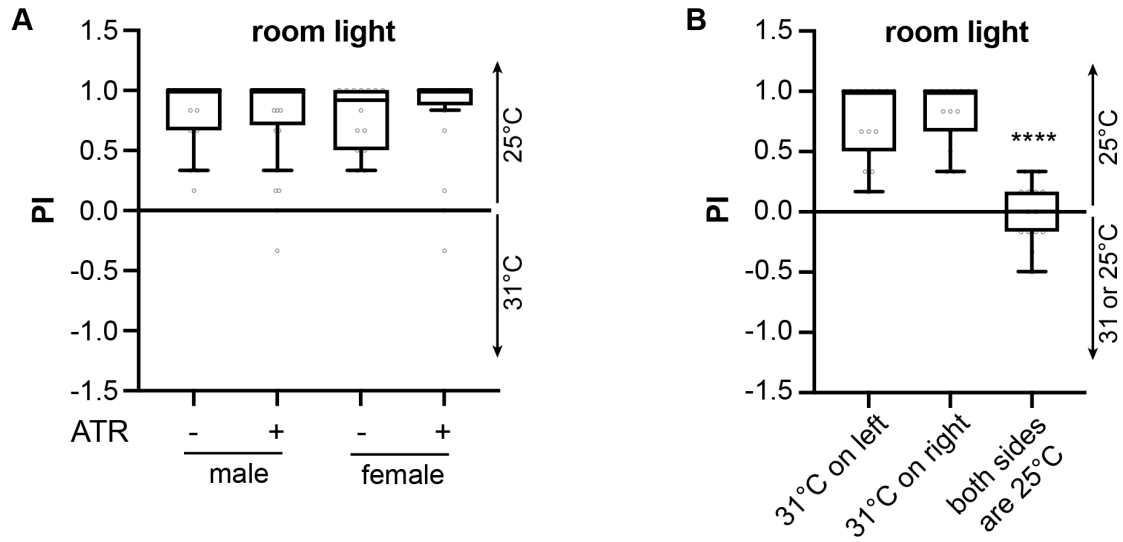 A
room light
1.5
1.0
0.5
0.0
-0.5
-1.0
-1.5
PI
25°C
31°C
ATR - + - +
male female
B
room light
1.5
1.0
0.5
0.0
-0.5
-1.0
-1.5
PI
****
25°C
31 or 25°C
31°C on left
31°C on right
both sides
are 25°C